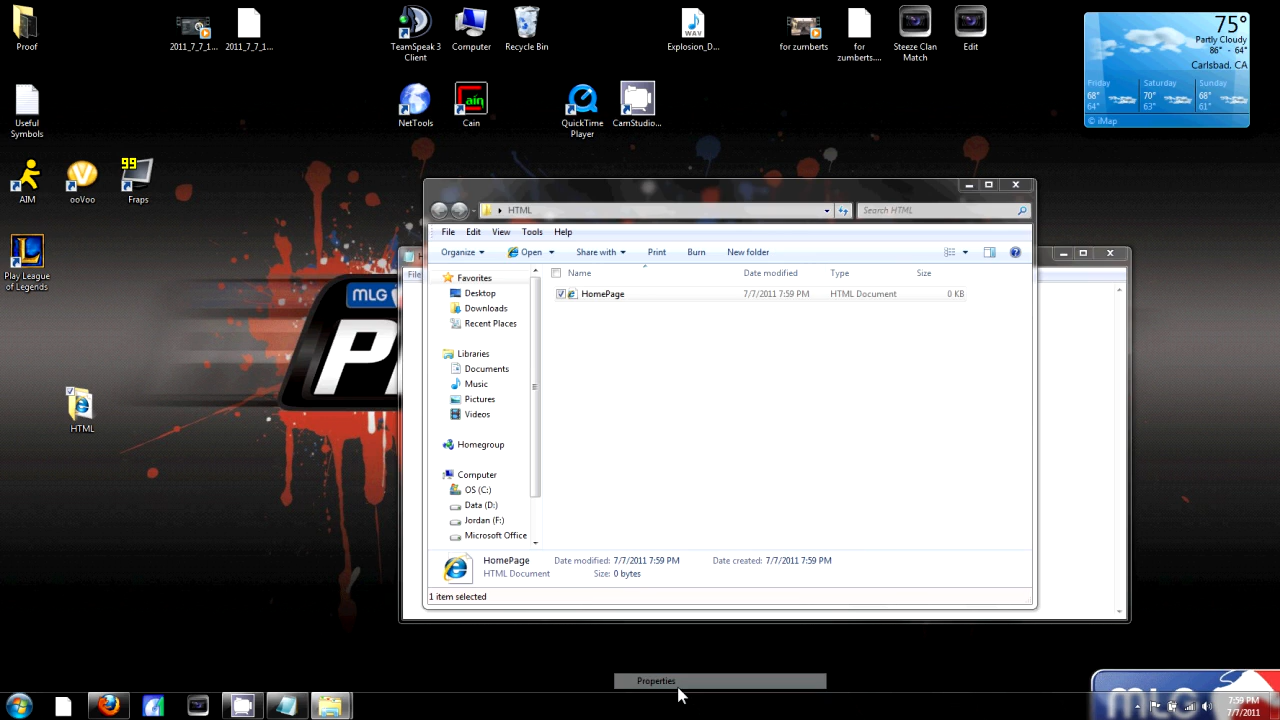 Proof
2011_7_7_1...
2011_7_7_1...
TeamSpeak 3
Client
Computer
Recycle Bin
Explosion_D...
WAV
for zumberts
for
zumberts....
Steeze Clan
Match
Edit
75°
Partly Cloudy
86° - 64°
Carlsbad, CA
Friday
68°
64°
Saturday
70°
63°
Sunday
68°
61°
© iMap
Useful
Symbols
NetTools
Cain
QuickTime
Player
CamStudio...
AIM
ooVoo
99
Fraps
Play League
of Legends
MLG
HTML
HTML
Search HTML
File
Edit
View
Tools
Help
Organize
Open
Share with
Print
Burn
New folder
Name
Date modified
Type
Size
HomePage
7/7/2011 7:59 PM
HTML Document
0 KB
Favorites
Desktop
Downloads
Recent Places
Libraries
Documents
Music
Pictures
Videos
Homegroup
Computer
OS (C:)
Data (D:)
Jordan (F:)
Microsoft Office
HomePage
Date modified: 7/7/2011 7:59 PM
Date created: 7/7/2011 7:59 PM
HTML Document
Size: 0 bytes
1 item selected
File
Properties
MLG
7:59 PM
7/7/2011